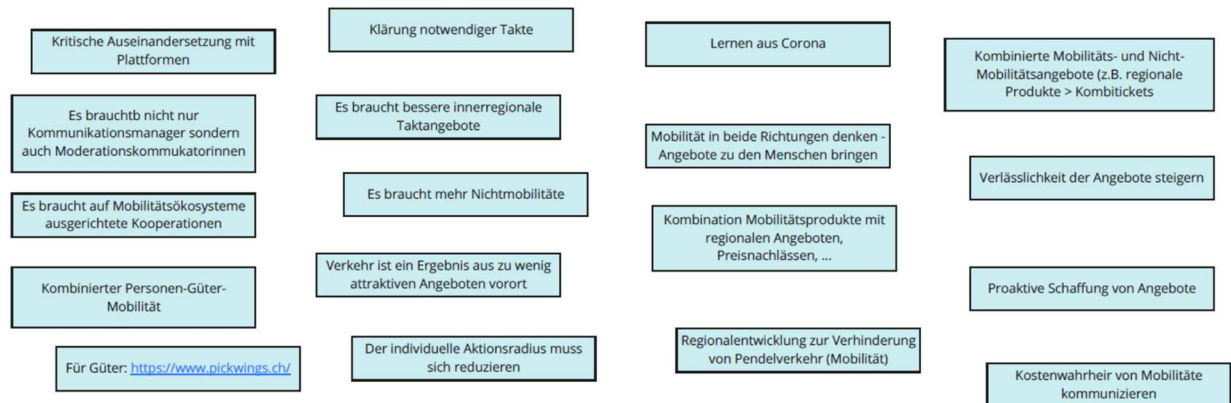 Kritische Auseinandersetzung mit
Plattformen
Es brauchtb nicht nur
Kommunikationsmanager sondern
auch Moderationskommukatorinnen
Es braucht auf Mobilitätsökosysteme
ausgerichtete Kooperationen
Kombinierter Personen-Güter-
Mobilität
Für Güter: https://www.pickwings.ch/
Klärung notwendiger Takte
Es braucht bessere innerregionale
Taktangebote
Es braucht mehr Nichtmobilitäte
Verkehr ist ein Ergebnis aus zu wenig
attraktiven Angeboten vorort
Der individuelle Aktionsradius muss
sich reduzieren
Lernen aus Corona
Mobilität in beide Richtungen denken -
Angebote zu den Menschen bringen
Kombination Mobilitätsprodukte mit
regionalen Angeboten,
Preisnachlässen, ...
Regionalentwicklung zur Verhinderung
von Pendelverkehr (Mobilität)
Kombinierte Mobilitäts- und Nicht-
Mobilitätsangebote (z.B. regionale
Produkte > Kombitickets
Verlässlichkeit der Angebote steigern
Proaktive Schaffung von Angebote
Kostenwahrheir von Mobilitäte
kommunizieren